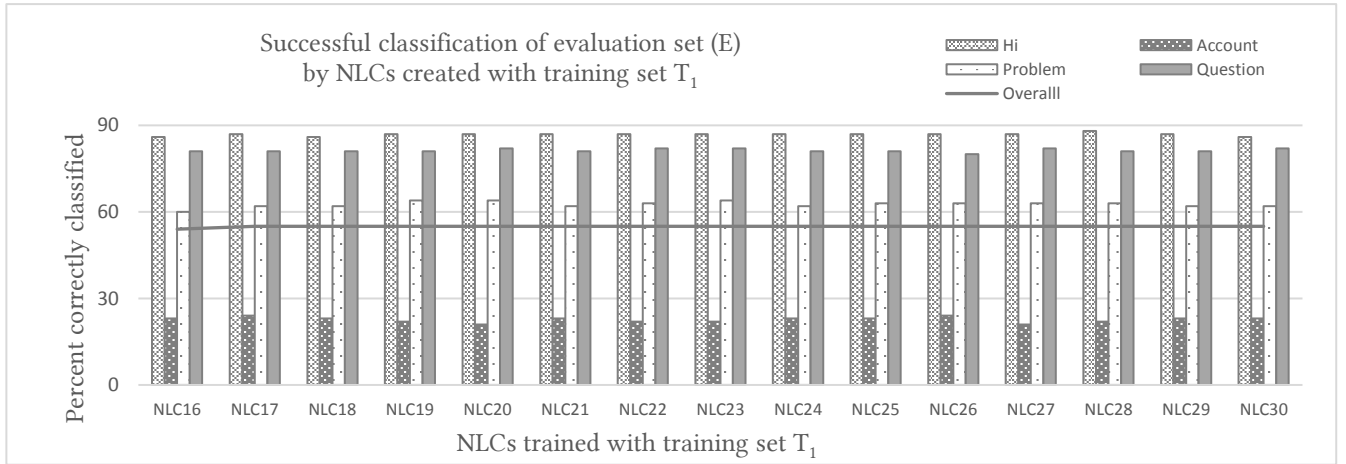 Successful classification of evaluation set (E)
by NLCs created with training set T₁
Hi
Account
Problem
Question
Overalll
90
60
30
0
Percent correctly classified
NLC16 NLC17 NLC18 NLC19 NLC20 NLC21 NLC22 NLC23 NLC24 NLC25 NLC26 NLC27 NLC28 NLC29 NLC30
NLCs trained with training set T₁